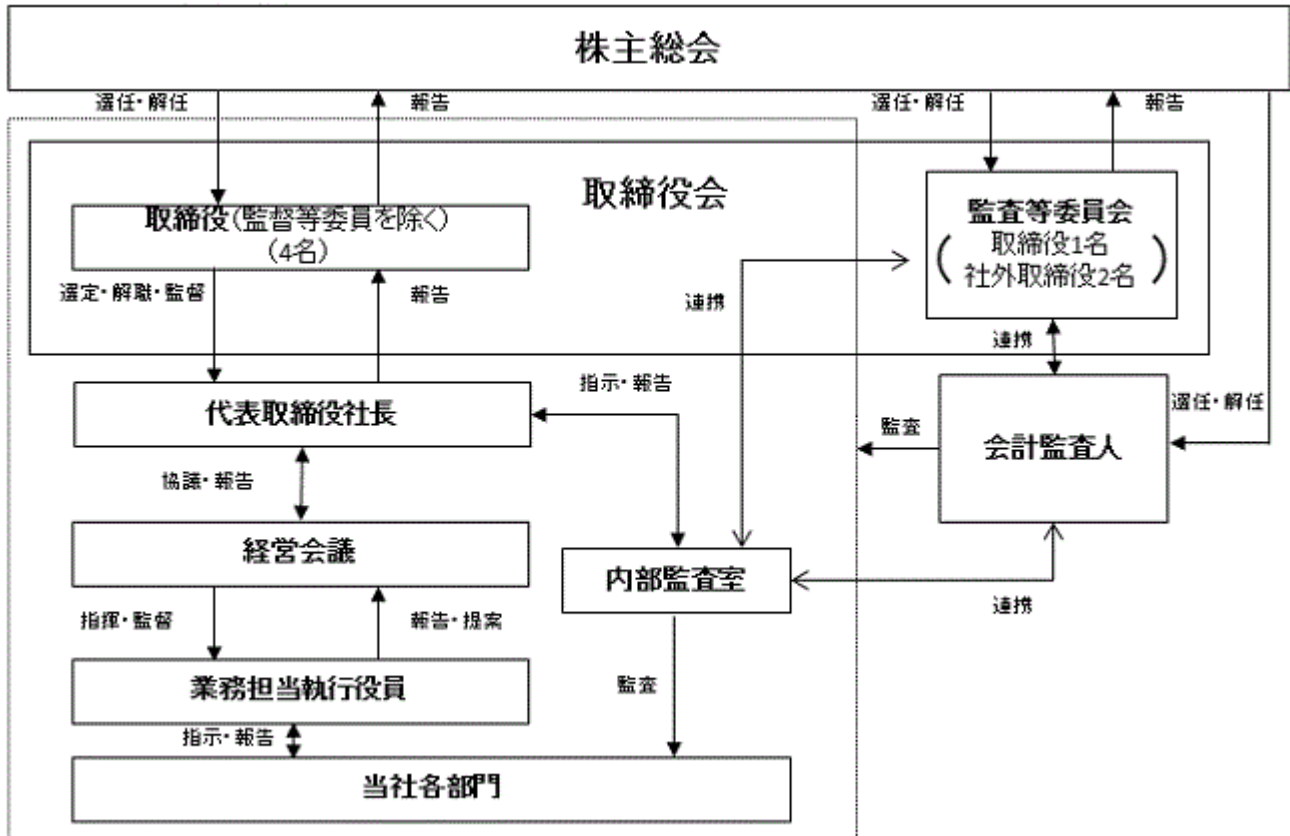 株主総会
選任・解任
報告
選任・解任
報告
取締役会
取締役(監督等委員を除く)
(4名)
監査等委員会
(取締役1名
社外取締役2名)
選定・解職・監督
報告
連携
連携
指示・報告
選任・解任
代表取締役社長
監査
会計監査人
協議・報告
経営会議
内部監査室
連携
指揮・監督
報告・提案
業務担当執行役員
監査
指示・報告
当社各部門